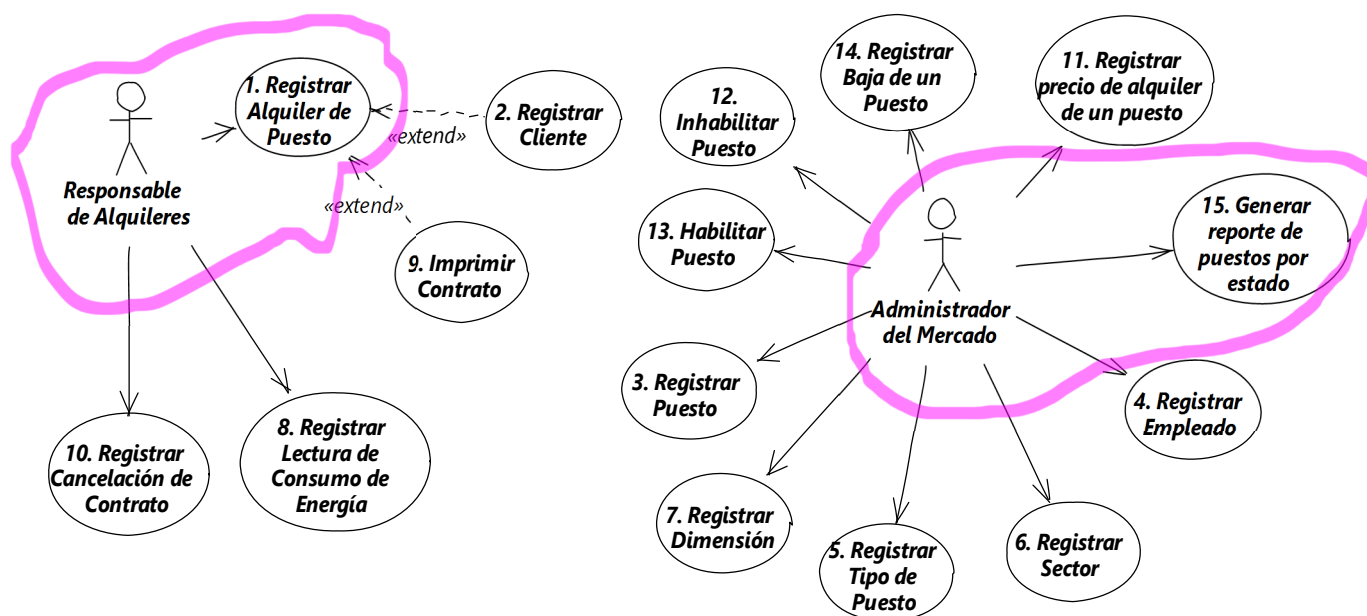 1. Registrar
Alquiler de
Puesto
2. Registrar
Cliente
«extend»
«extend»
9. Imprimir
Contrato
Responsable
de Alquileres
10. Registrar
Cancelación de
Contrato
8. Registrar
Lectura de
Consumo de
Energía
14. Registrar
Baja de un
Puesto
11. Registrar
precio de alquiler
de un puesto
12.
Inhabilitar
Puesto
13. Habilitar
Puesto
15. Generar
reporte de
puestos por
estado
Administrador
del Mercado
3. Registrar
Puesto
4. Registrar
Empleado
7. Registrar
Dimensión
5. Registrar
Tipo de
Puesto
6. Registrar
Sector